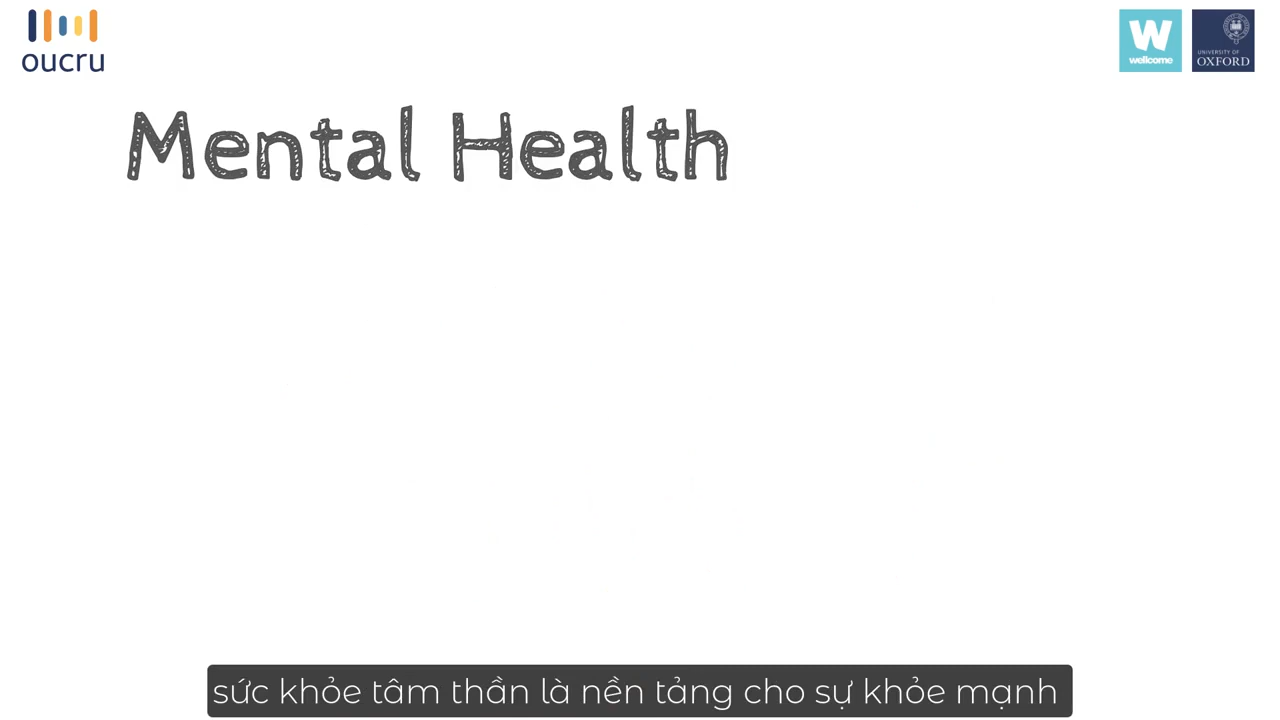 oucru
W
wellcome
UNIVERSITY OF
OXFORD
Mental Health
sức khỏe tâm thần là nền tảng cho sự khỏe mạnh